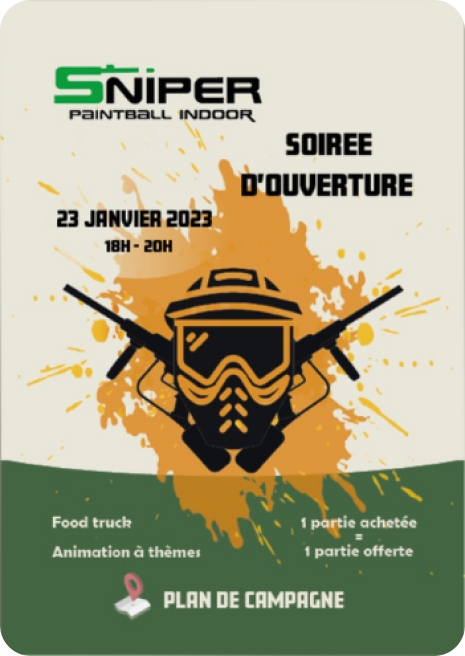 SNIPER
PAINTBALL INDOOR
SOIREE
D'OUVERTURE
23 JANVIER 2023
18H - 20H
Food truck
Animation à thèmes
1 partie achetée
=
1 partie offerte
PLAN DE CAMPAGNE